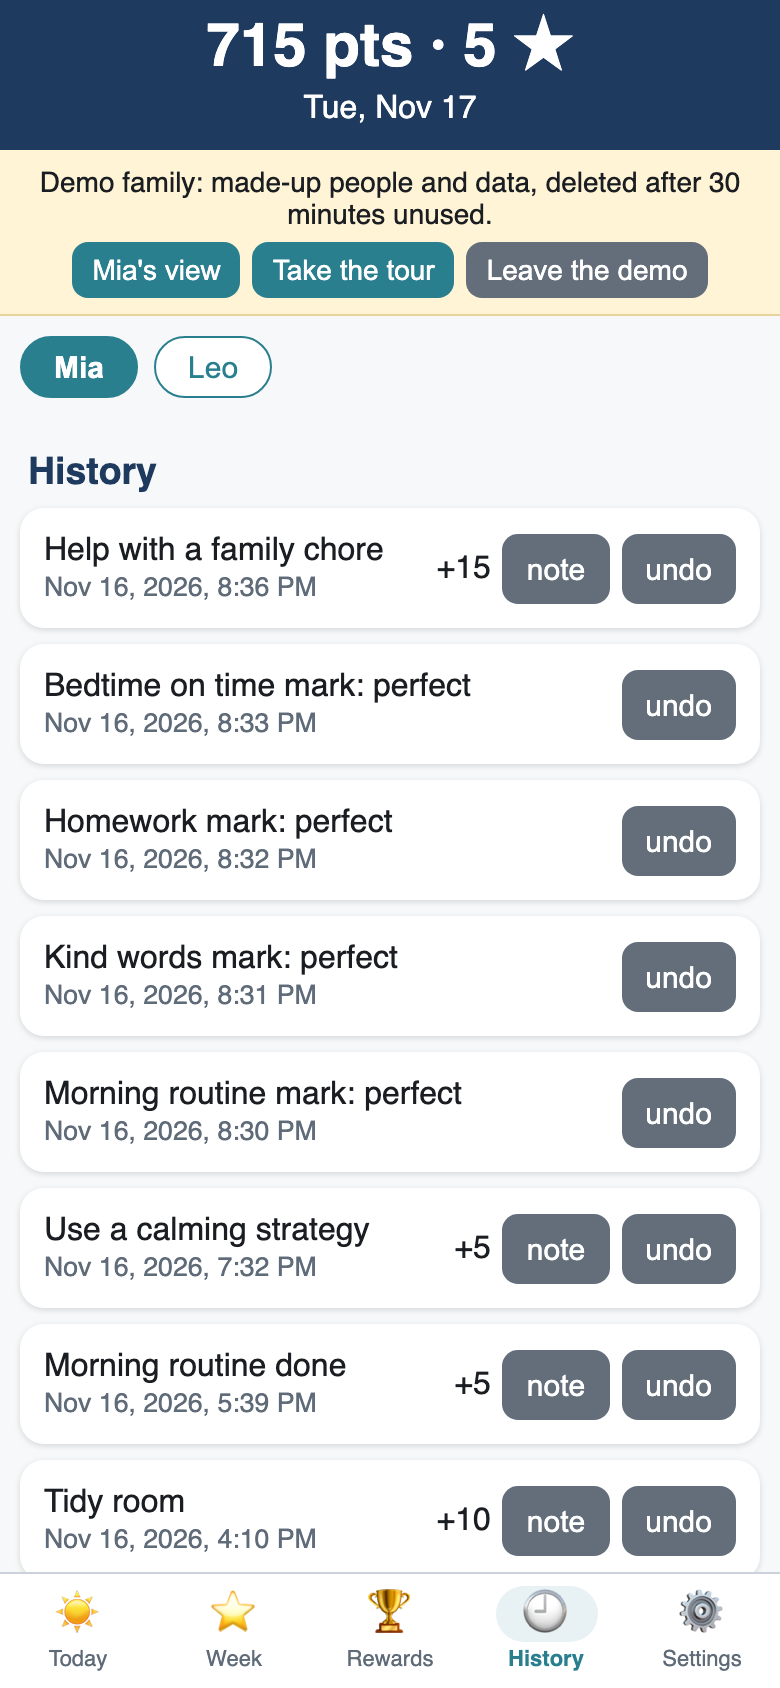 715 pts · 5 ★
Tue, Nov 17
Demo family: made-up people and data, deleted after 30
minutes unused.
Mia's view
Take the tour
Leave the demo
Mia
Leo
History
Help with a family chore
Nov 16, 2026, 8:36 PM
+15
note
undo
Bedtime on time mark: perfect
Nov 16, 2026, 8:33 PM
undo
Homework mark: perfect
Nov 16, 2026, 8:32 PM
undo
Kind words mark: perfect
Nov 16, 2026, 8:31 PM
undo
Morning routine mark: perfect
Nov 16, 2026, 8:30 PM
undo
Use a calming strategy
Nov 16, 2026, 7:32 PM
+5
note
undo
Morning routine done
Nov 16, 2026, 5:39 PM
+5
note
undo
Tidy room
Nov 16, 2026, 4:10 PM
+10
note
undo
Today
Week
Rewards
History
Settings